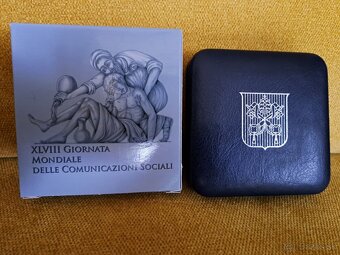 XLVIII GIORNATA
MONDIALE
DELLE COMUNICAZIONI SOCIALI